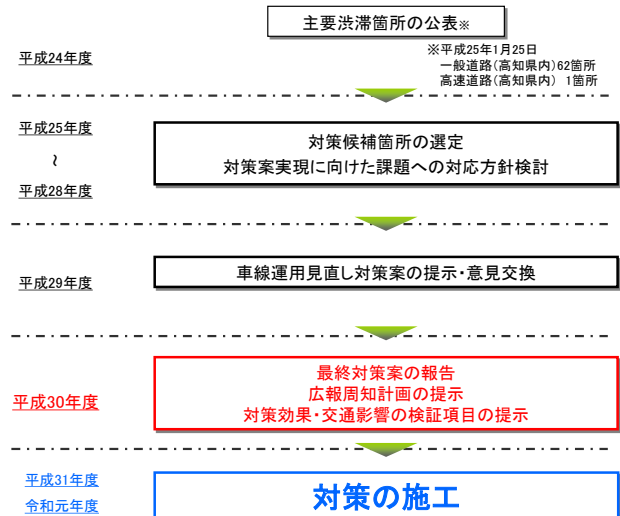 主要渋滞箇所の公表※
平成24年度
※平成25年1月25日
一般道路(高知県内)62箇所
高速道路(高知県内) 1箇所
平成25年度
～
平成28年度
対策候補箇所の選定
対策案実現に向けた課題への対応方針検討
平成29年度
車線運用見直し対策案の提示・意見交換
平成30年度
最終対策案の報告
広報周知計画の提示
対策効果・交通影響の検証項目の提示
平成31年度
令和元年度
対策の施工